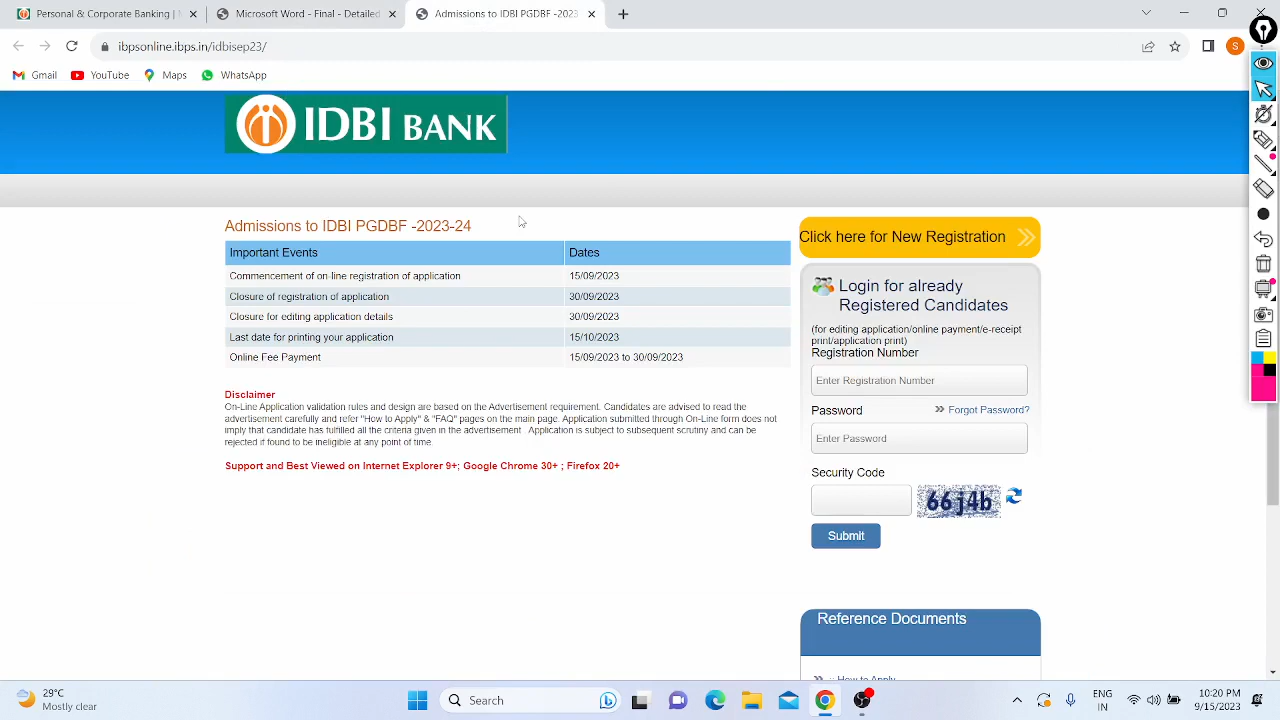 Personal & Corporate Banking |
Microsoft Word - Final - Detailed
Admissions to IDBI PGDBF -2023
ibpsonline.ibps.in/idbisep23/
S
Gmail
YouTube
Maps
WhatsApp
IDBI BANK
Admissions to IDBI PGDBF -2023-24
Important Events Dates
Commencement of on-line registration of application 15/09/2023
Closure of registration of application 30/09/2023
Closure for editing application details 30/09/2023
Last date for printing your application 15/10/2023
Online Fee Payment 15/09/2023 to 30/09/2023
Disclaimer
On-Line Application validation rules and design are based on the Advertisement requirement. Candidates are advised to read the
advertisement carefully and refer "How to Apply" & "FAQ" pages on the main page. Application submitted through On-Line form does not
imply that candidate has fulfilled all the criteria given in the advertisement . Application is subject to subsequent scrutiny and can be
rejected if found to be ineligible at any point of time.
Support and Best Viewed on Internet Explorer 9+; Google Chrome 30+ ; Firefox 20+
Click here for New Registration
Login for already
Registered Candidates
(for editing application/online payment/e-receipt
print/application print)
Registration Number
Enter Registration Number
Password
Forgot Password?
Enter Password
Security Code
66j4b
Submit
Reference Documents
:: How to Apply
29°C
Mostly clear
Search
ENG
IN
10:20 PM
9/15/2023